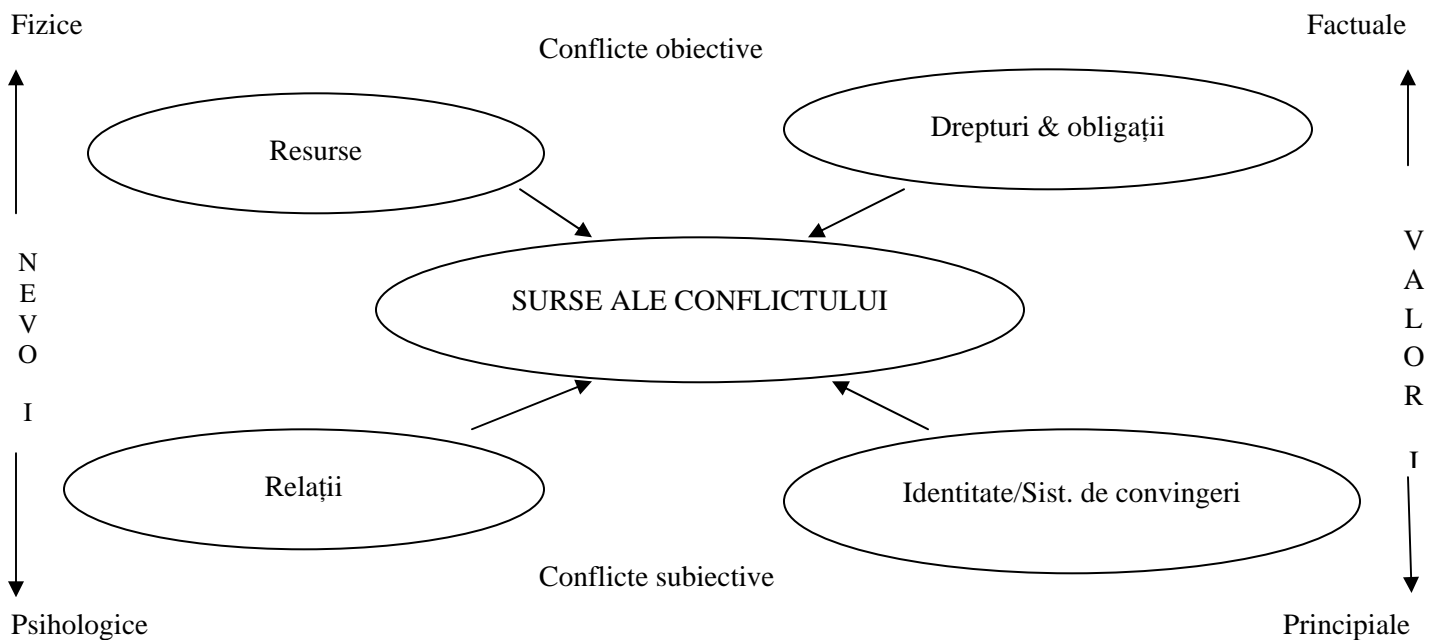 Fizice
Factuale
Conflicte obiective
Drepturi & obligații
Resurse
N
E
V
O
I
V
A
L
O
R
I
SURSE ALE CONFLICTULUI
Relații
Identitate/Sist. de convingeri
Conflicte subiective
Psihologice
Principiale